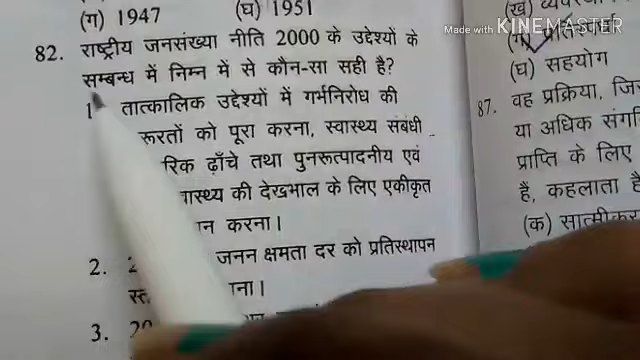 (ग) 1947 (घ) 1951
82. राष्ट्रीय जनसंख्या नीति 2000 के उद्देश्यों के
सम्बन्ध में निम्न में से कौन-सा सही है?
1 तात्कालिक उद्देश्यों में गर्भनिरोध की
रूरतों को पूरा करना, स्वास्थ्य संबंधी
रिक ढाँचे तथा पुनरूत्पादनीय एवं
वास्थ्य की देखभाल के लिए एकीकृत
ान करना।
2. जनन क्षमता दर को प्रतिस्थापन
स्त ाना।
3. 20
(ख)
(ग)
(घ) सहयोग
87. वह प्रक्रिया, जि
या अधिक संग
प्राप्ति के लिए
हैं, कहलाता है
(क) सात्मीकर
Made with KINEMASTER